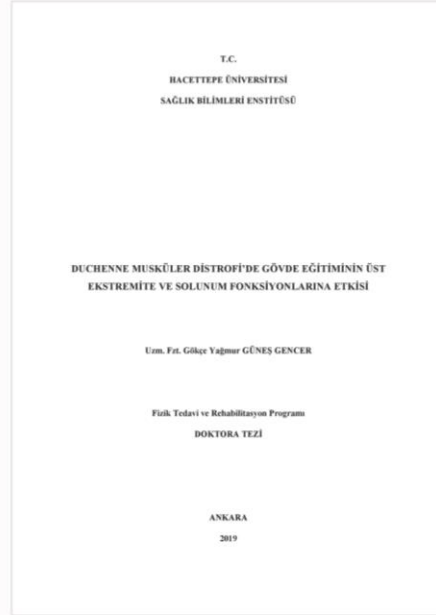 T.C.
HACETTEPE ÜNİVERSİTESİ
SAĞLIK BİLİMLERİ ENSTİTÜSÜ
DUCHENNE MUSKÜLER DİSTROFİ'DE GÖVDE EĞİTİMİNİN ÜST
EKSTREMİTE VE SOLUNUM FONKSİYONLARINA ETKİSİ
Uzm. Fzt. Gökçe Yağmur GÜNEŞ GENCER
Fizik Tedavi ve Rehabilitasyon Programı
DOKTORA TEZİ
ANKARA
2019